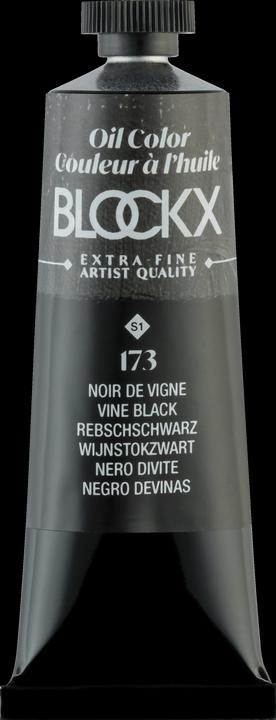 Oil Color
Couleur à l'huile
BLOCKX
EXTRA-FINE
ARTIST QUALITY
S1
173
NOIR DE VIGNE
VINE BLACK
REBSCHSCHWARZ
WIJNSTOKZWART
NERO DIVITE
NEGRO DEVINAS